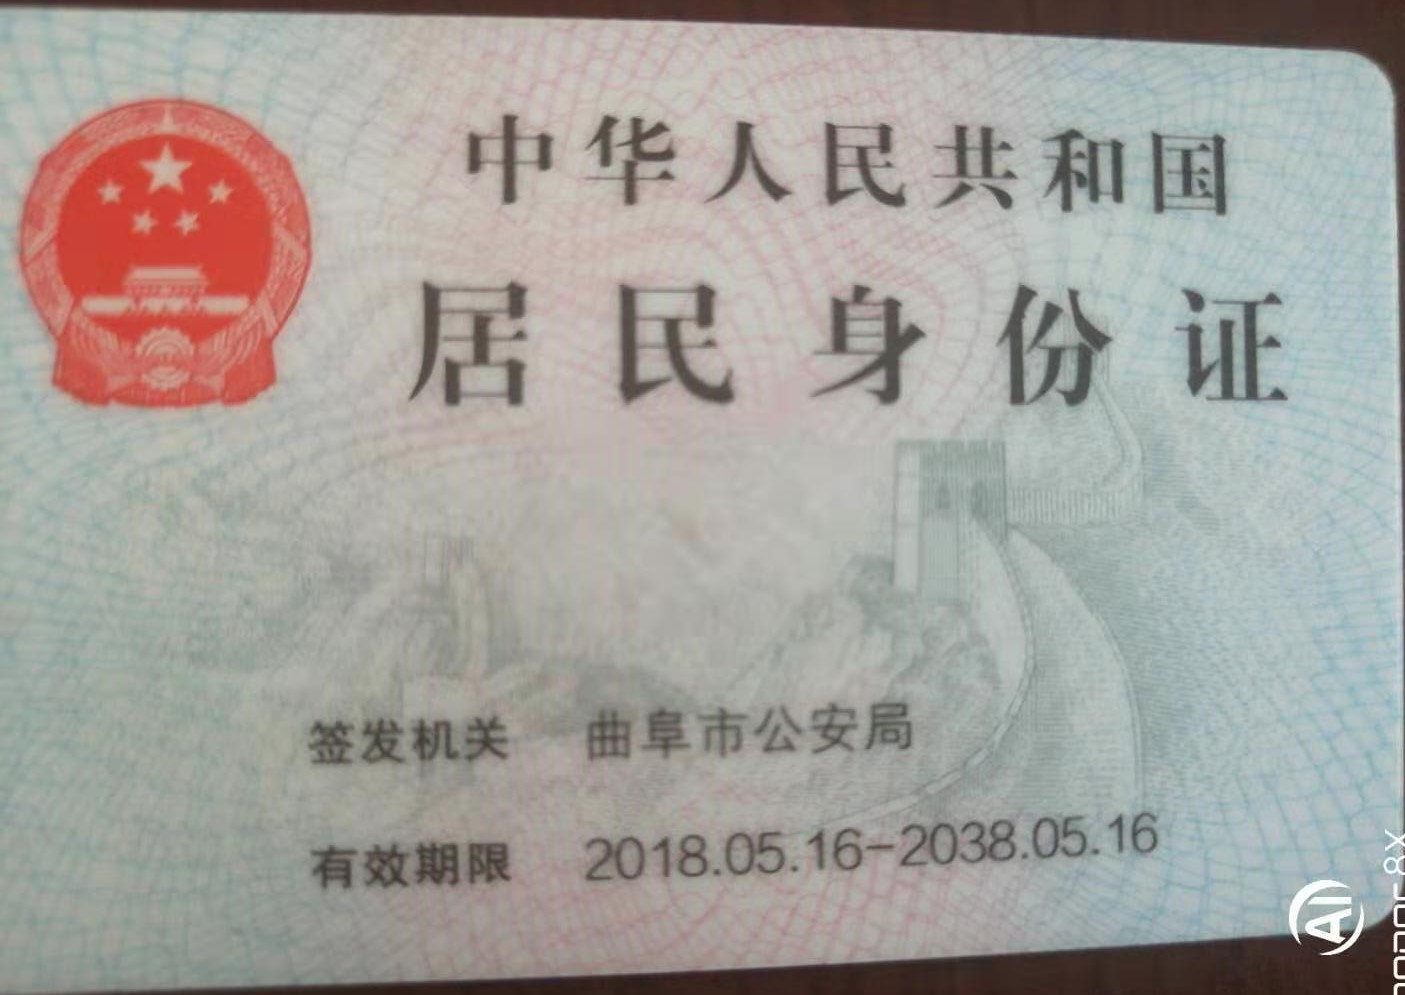 中华人民共和国
居民身份证
签发机关 曲阜市公安局
有效期限 2018.05.16-2038.05.16
AI